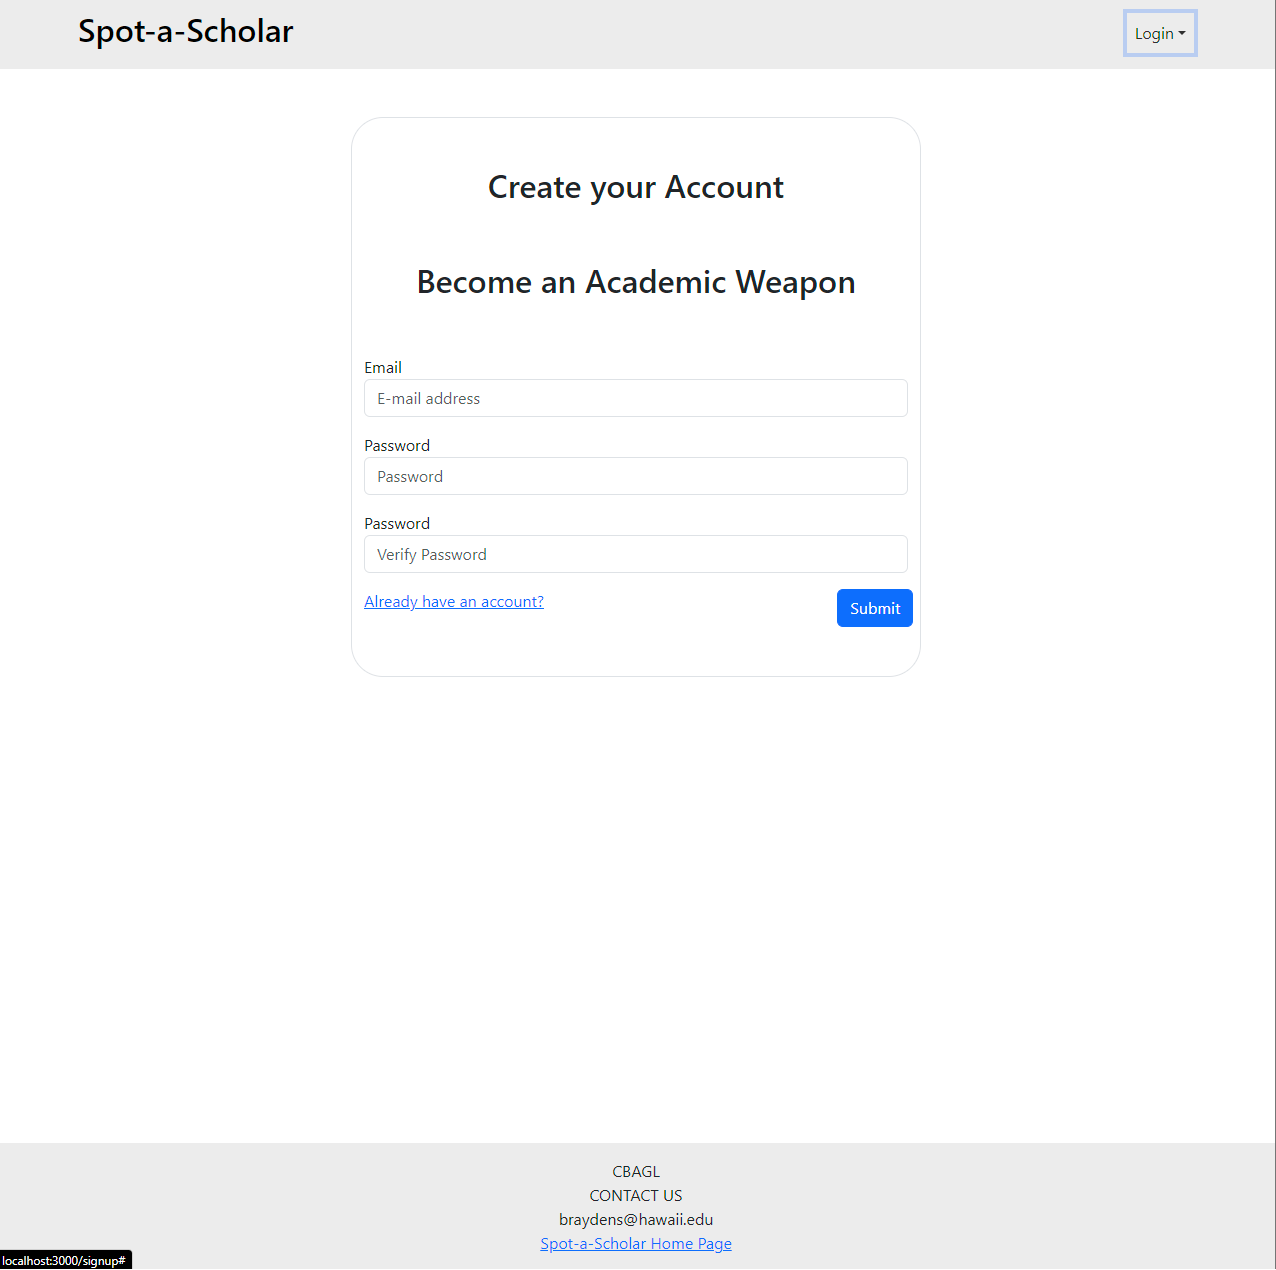 Spot-a-Scholar
Login
Create your Account
Become an Academic Weapon
Email
E-mail address
Password
Password
Password
Verify Password
Already have an account?
Submit
CBAGL
CONTACT US
braydens@hawaii.edu
Spot-a-Scholar Home Page
localhost:3000/signup#